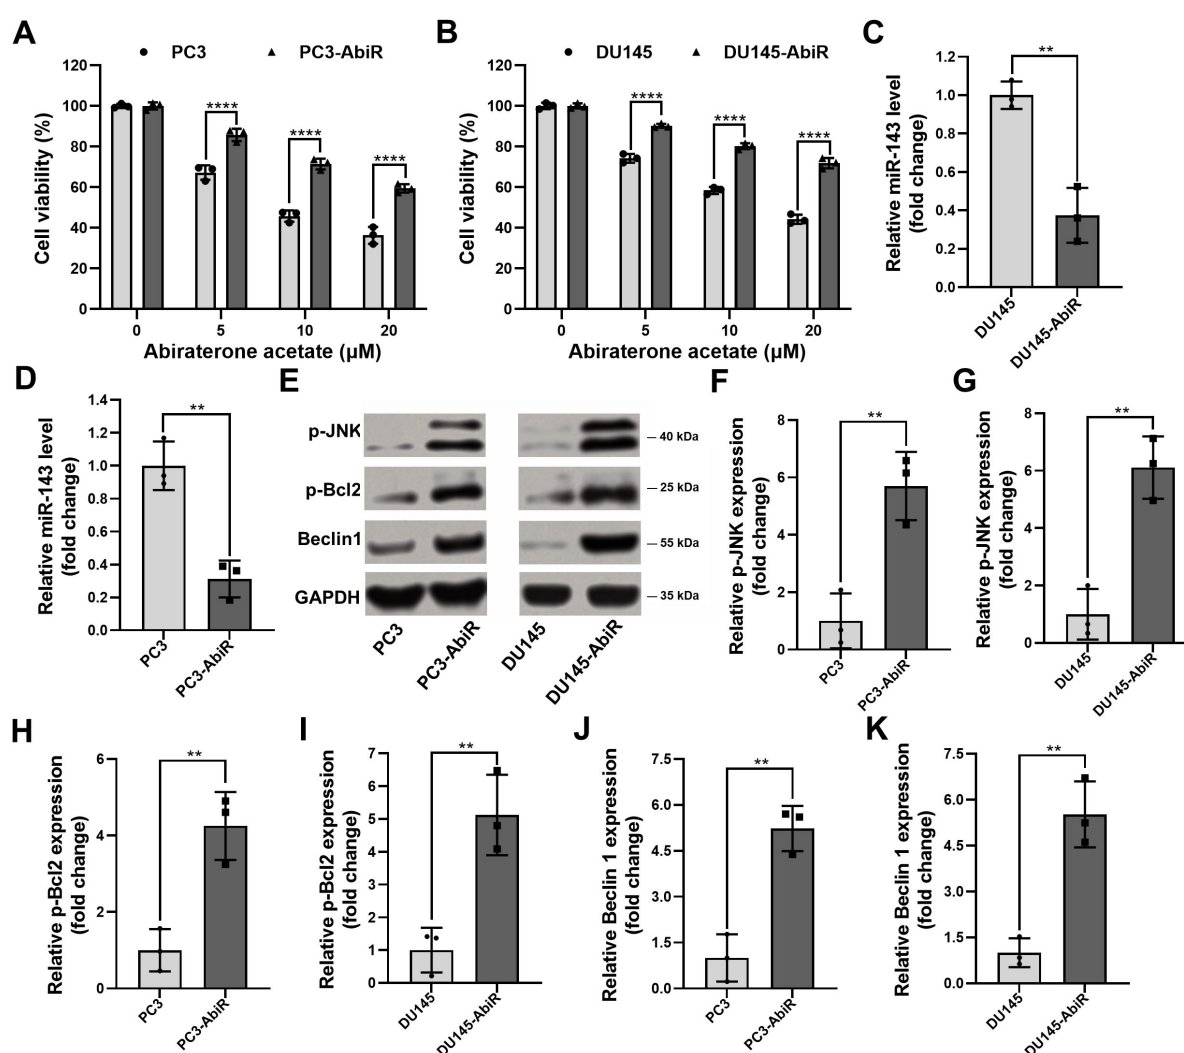 A
PC3
PC3-AbiR
Cell viability (%)
120
100
80
60
40
20
0
****
****
****
0
5
10
20
Abiraterone acetate (μM)
B
DU145
DU145-AbiR
Cell viability (%)
120
100
80
60
40
20
0
****
****
****
0
5
10
20
Abiraterone acetate (μM)
C
Relative miR-143 level
(fold change)
1.2
1.0
0.8
0.6
0.4
0.2
0.0
**
DU145
DU145-AbiR
D
Relative miR-143 level
(fold change)
1.4
1.2
1.0
0.8
0.6
0.4
0.2
0.0
**
PC3
PC3-AbiR
E
p-JNK
40 kDa
p-Bcl2
25 kDa
Beclin1
55 kDa
GAPDH
35 kDa
PC3
PC3-AbiR
DU145
DU145-AbiR
F
Relative p-JNK expression
(fold change)
8
6
4
2
0
**
PC3
PC3-AbiR
G
Relative p-JNK expression
(fold change)
8
6
4
2
0
**
DU145
DU145-AbiR
H
Relative p-Bcl2 expression
(fold change)
6
4
2
0
**
PC3
PC3-AbiR
I
Relative p-Bcl2 expression
(fold change)
7
6
5
4
3
2
1
0
**
DU145
DU145-AbiR
J
Relative Beclin 1 expression
(fold change)
7.5
6.0
4.5
3.0
1.5
0.0
**
PC3
PC3-AbiR
K
Relative Beclin 1 expression
(fold change)
7.5
6.0
4.5
3.0
1.5
0.0
**
DU145
DU145-AbiR